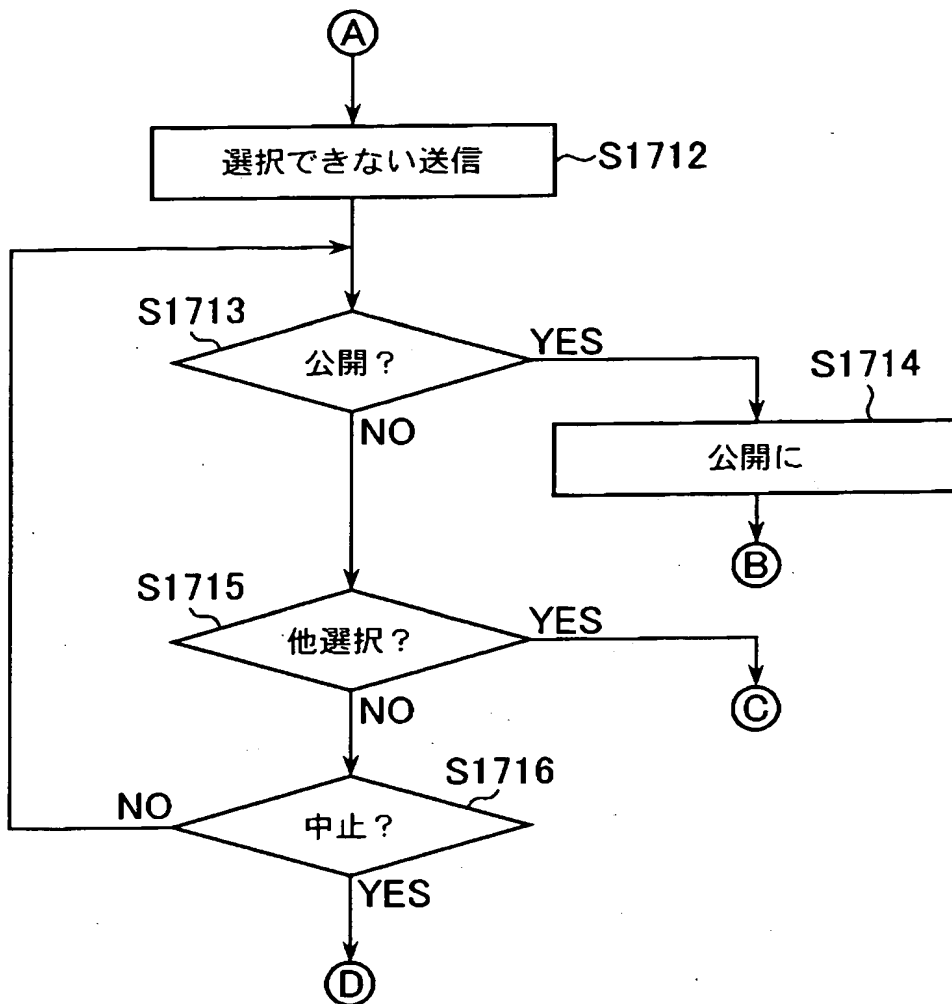 A
選択できない送信
S1712
S1713
公開？
YES
S1714
NO
公開に
B
S1715
他選択？
YES
NO
C
S1716
NO
中止？
YES
D